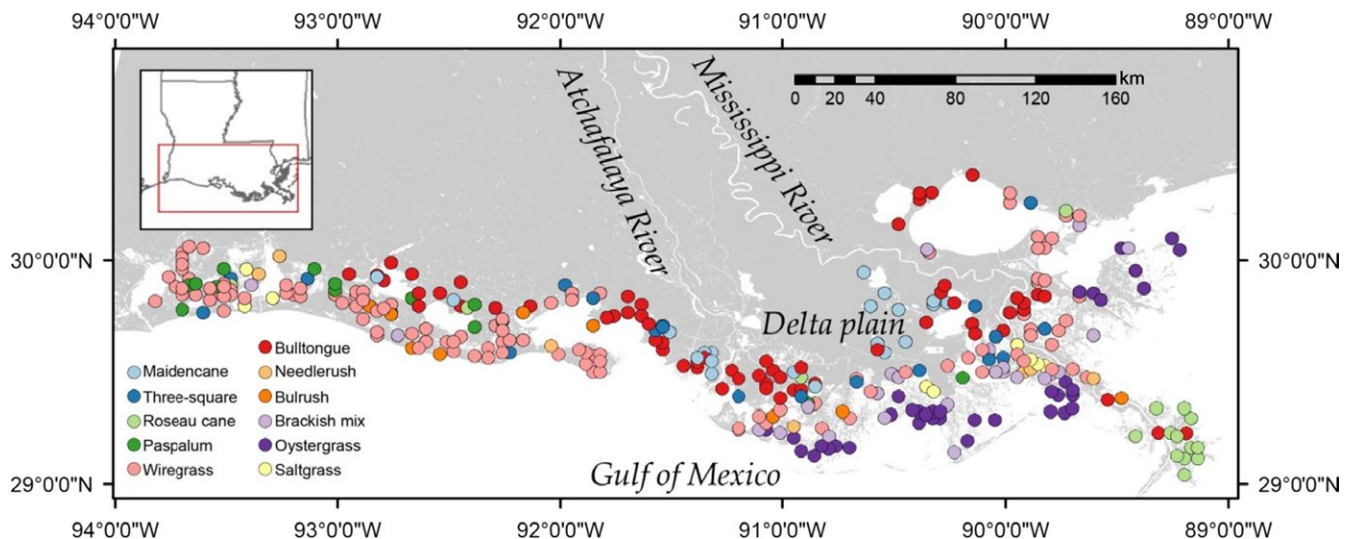 94°0'0"W 93°0'0"W 92°0'0"W 91°0'0"W 90°0'0"W 89°0'0"W
km
0 20 40 80 120 160
Atchafalaya River
Mississippi River
30°0'0"N 30°0'0"N
Delta plain
Bulltongue
Maidencane Needlerush
Three-square Bulrush
Roseau cane Brackish mix
Paspalum Oystergrass
Wiregrass Saltgrass
Gulf of Mexico
29°0'0"N 29°0'0"N
94°0'0"W 93°0'0"W 92°0'0"W 91°0'0"W 90°0'0"W 89°0'0"W